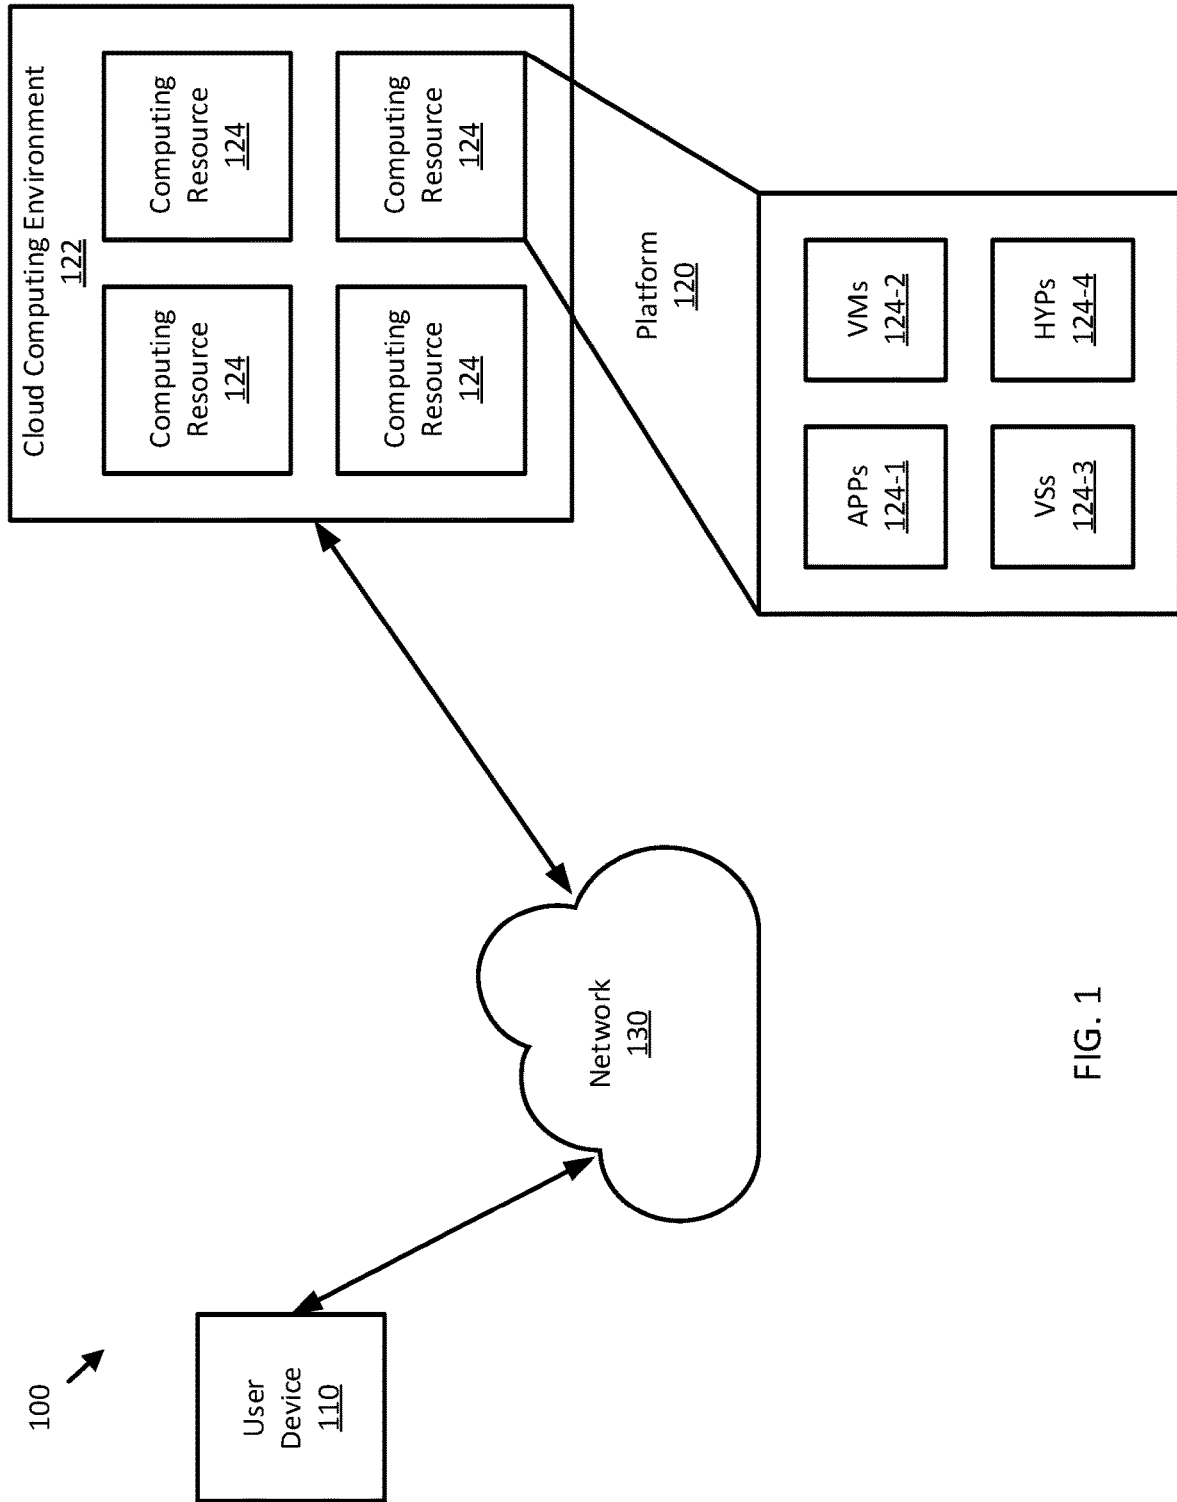 100
Cloud Computing Environment
122
Computing
Resource
124
Computing
Resource
124
Computing
Resource
124
Computing
Resource
124
User
Device
110
Network
130
Platform
120
APPs
124-1
VMs
124-2
VSs
124-3
HYPs
124-4
FIG. 1